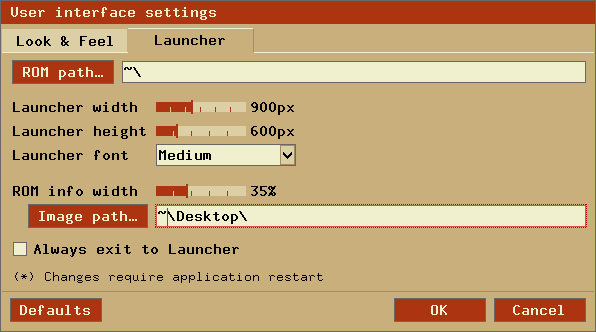 User interface settings
Look & Feel Launcher
ROM path… ~\
Launcher width 900px
Launcher height 600px
Launcher font Medium
ROM info width 35%
Image path… ~\Desktop\
Always exit to Launcher
(*) Changes require application restart
Defaults OK Cancel